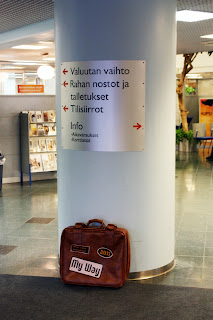 Valuutan vaihto
Rahan nostot ja
talletukset
Tilisiirrot
Info
My Way